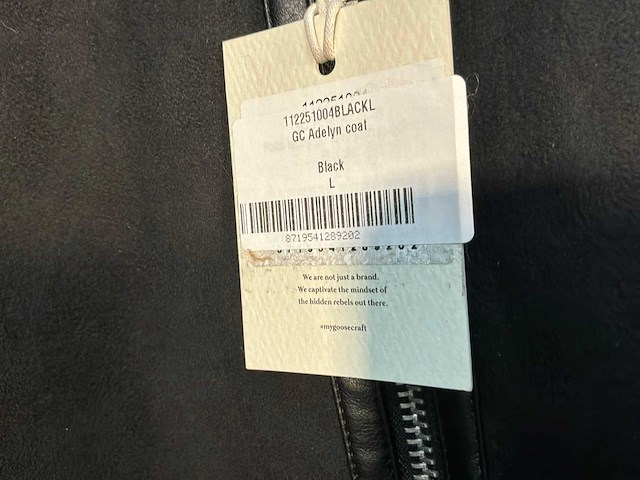 112251004BLACKL
GC Adelyn coat
Black
L
8719541289202
We are not just a brand.
We captivate the mindset of
the hidden rebels out there.
#mygoosecraft